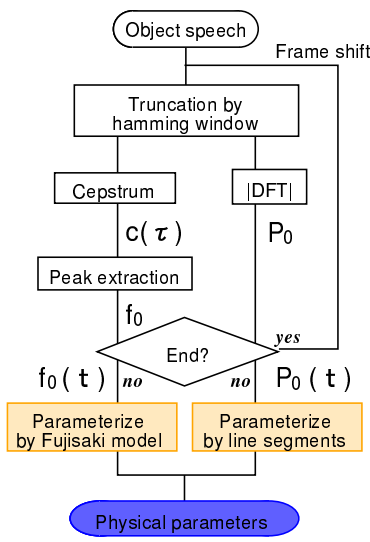 Object speech
Frame shift
Truncation by
hamming window
Cepstrum
|DFT|
c(τ)
P₀
Peak extraction
f₀
End?
yes
f₀(t)
no
no
P₀(t)
Parameterize
by Fujisaki model
Parameterize
by line segments
Physical parameters